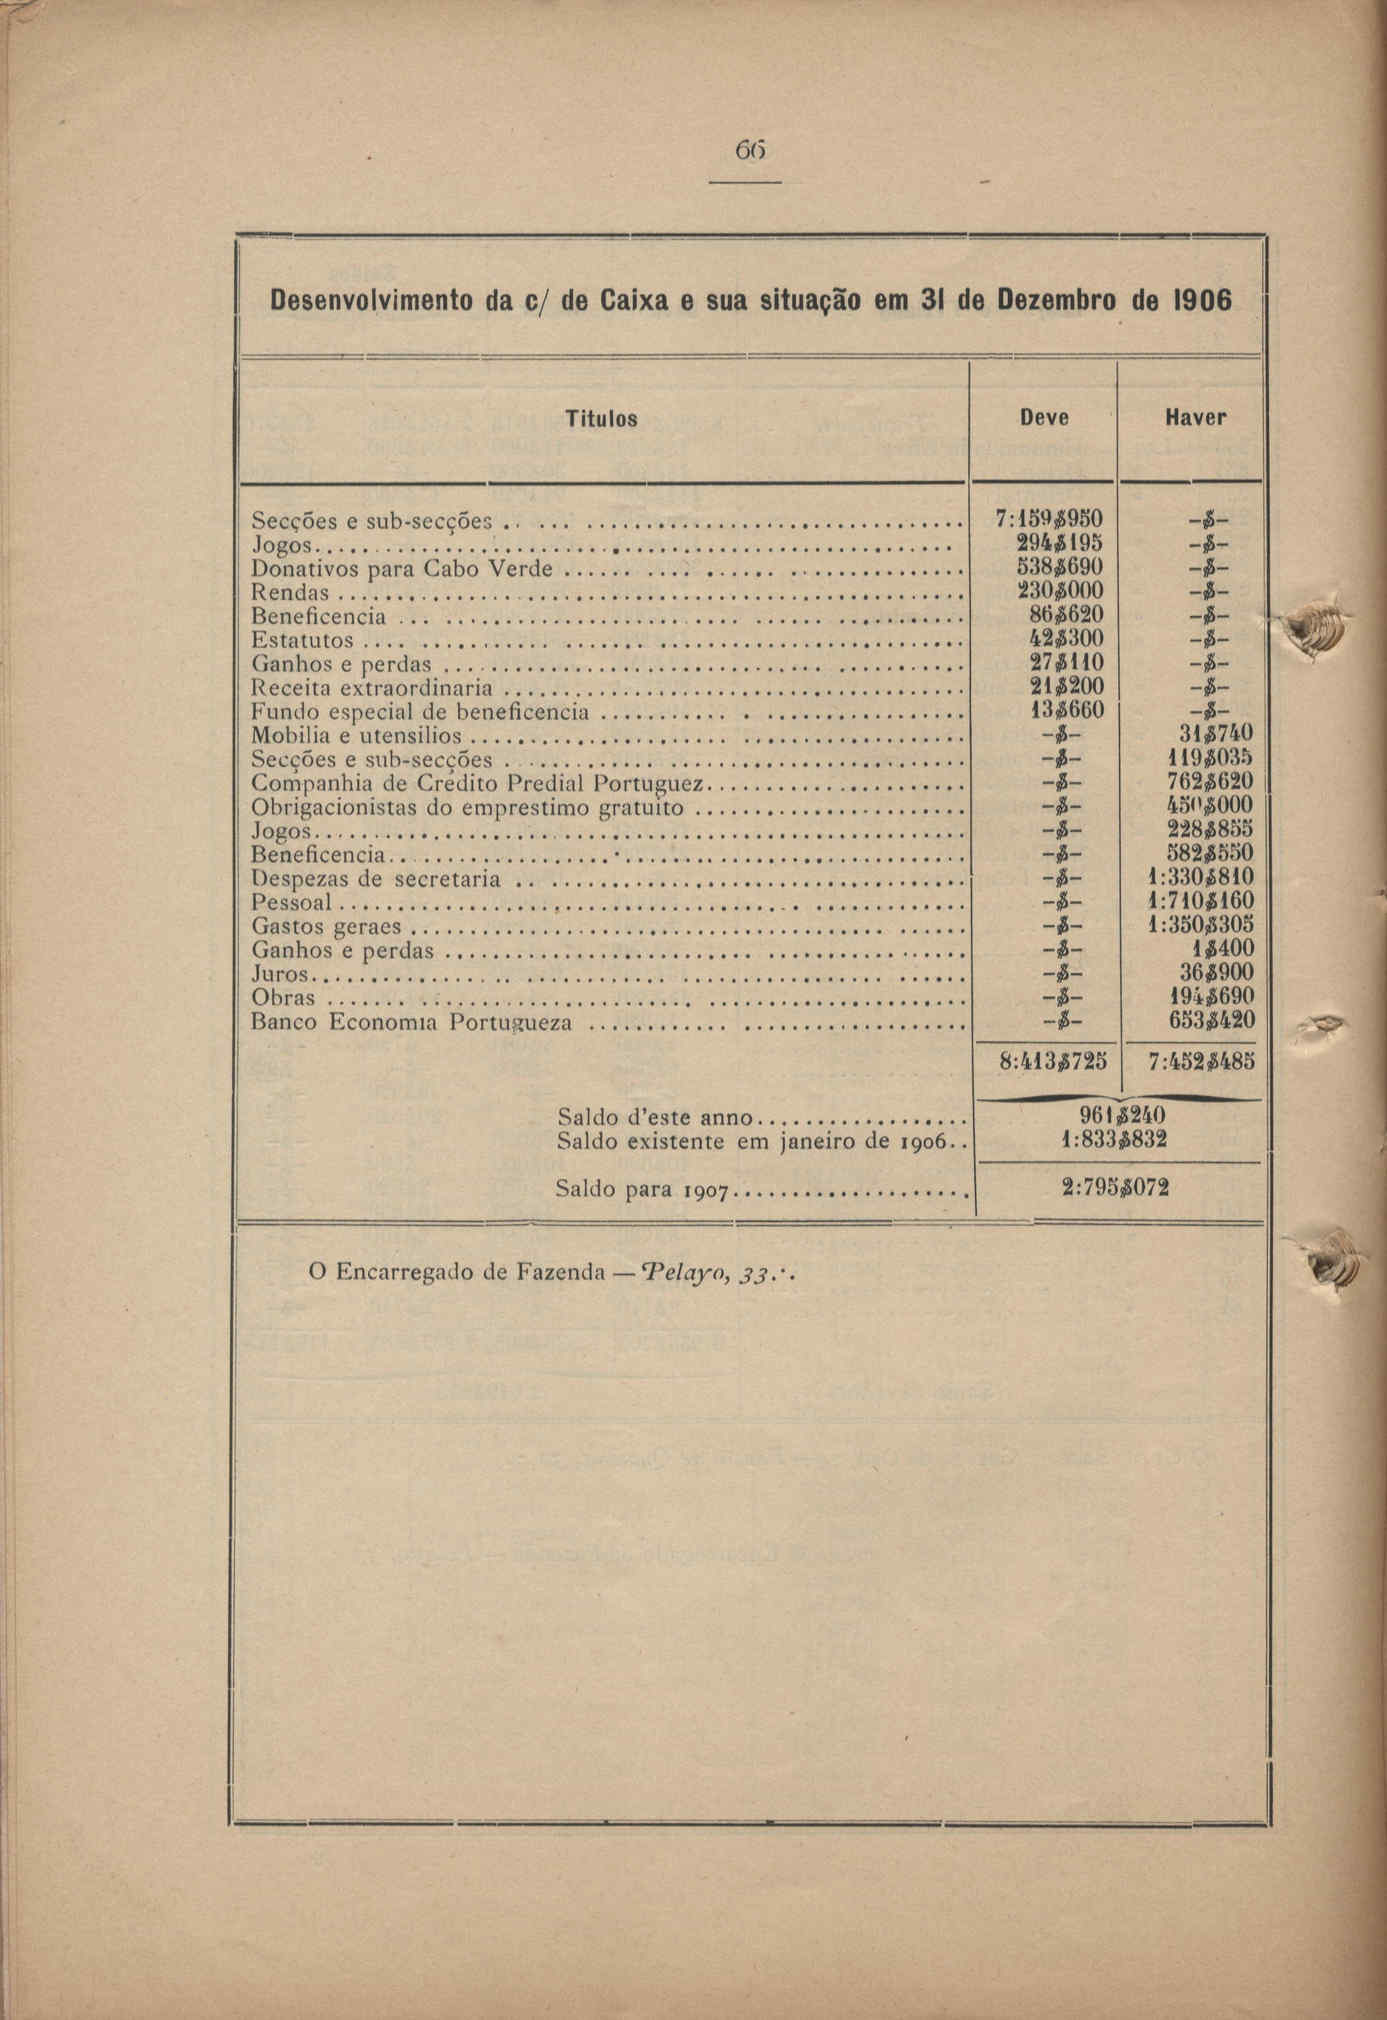 66
Desenvolvimento da c/ de Caixa e sua situação em 31 de Dezembro de 1906
Titulos Deve Haver
Secções e sub-secções 7:159$950 —$—
Jogos 294$195 —$—
Donativos para Cabo Verde 538$690 —$—
Rendas 230$000 —$—
Beneficencia 86$620 —$—
Estatutos 42$300 —$—
Ganhos e perdas 27$110 —$—
Receita extraordinaria 21$200 —$—
Fundo especial de beneficencia 13$660 —$—
Mobilia e utensilios —$— 31$740
Secções e sub-secções —$— 119$035
Companhia de Crédito Predial Portuguez —$— 762$620
Obrigacionistas do emprestimo gratuito —$— 450$000
Jogos —$— 228$855
Beneficencia —$— 582$550
Despezas de secretaria —$— 1:330$810
Pessoal —$— 1:710$160
Gastos geraes —$— 1:350$305
Ganhos e perdas —$— 1$400
Juros —$— 36$900
Obras —$— 194$690
Banco Economia Portugueza —$— 653$420
8:413$725 7:452$485
Saldo d'este anno 961$240
Saldo existente em janeiro de 1906 1:833$832
Saldo para 1907 2:795$072
O Encarregado de Fazenda — Pelayo, 33.·.